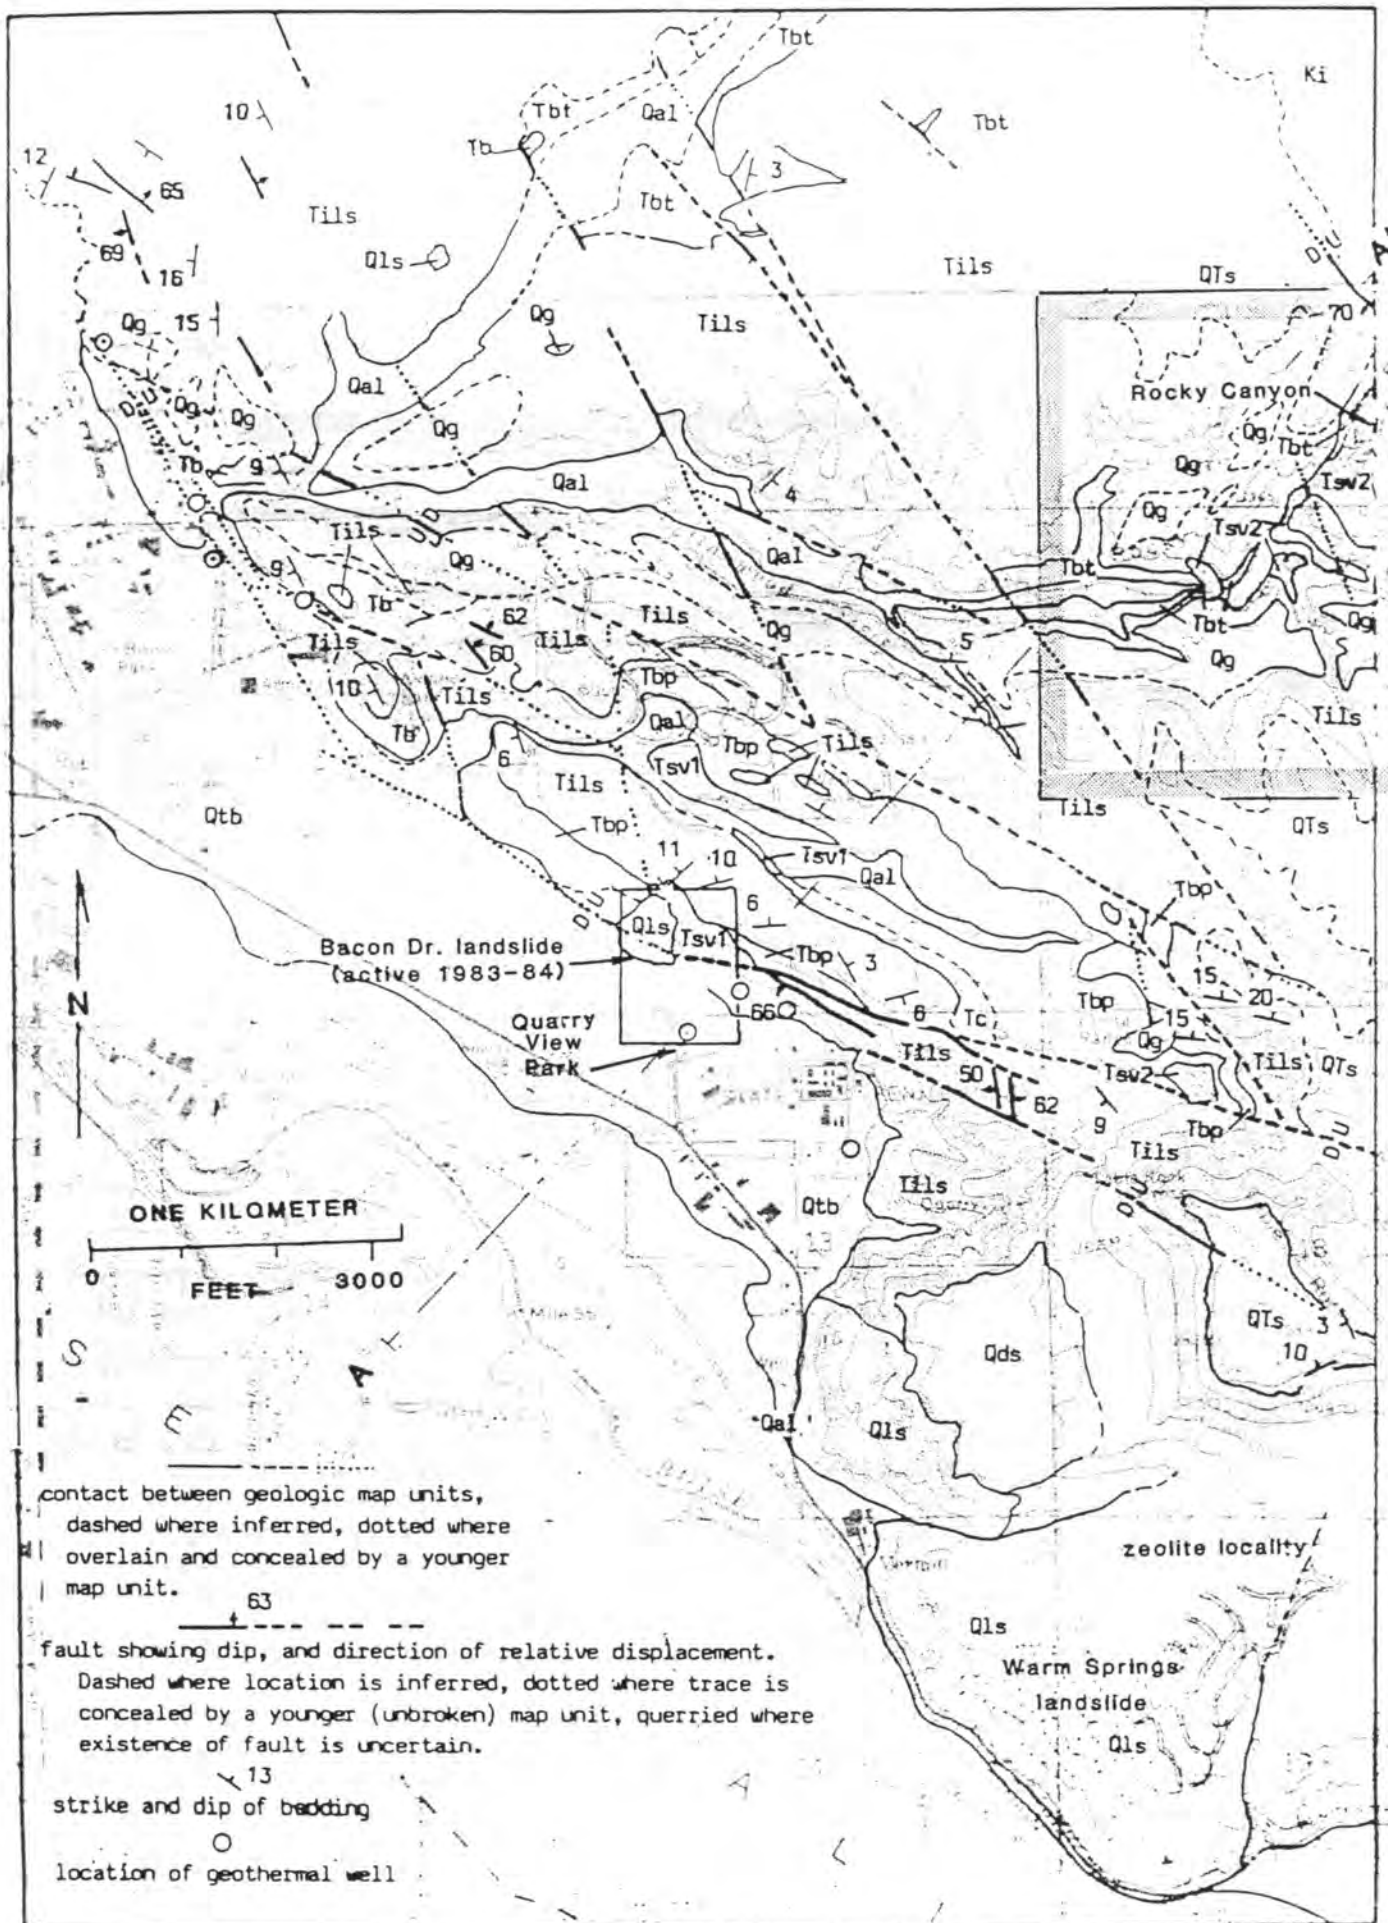 Tbt
Ki
Tbt
Qal
10
Tbt
Tb
12
65
3
Tbt
Tils
69
Qls
16
Tils
QTs
D U
A
Qg
15
Qg
Tils
70
Rocky Canyon
Qal
D U
Qg
Qg
Qg
Qg
Tbt
Qg
Tb
9
Qal
4
Tsv2
Qg
Tils
U D
Tsv2
Qg
Qal
Tbt
9
Tb
62
Tils
Tils
Qg
Tbt
Qg
Tils
60
5
Qg
10
Tils
Tbp
Tils
Tb
Qal
Tbp
Tils
6
Tsv1
Tils
Tils
QTs
Qtb
Tbp
11
10
Tsv1
Qal
Tbp
6
D U
Qls
Tsv1
Bacon Dr. landslide
(active 1983-84)
Tbp
3
15
20
N
66
6
Tc
Tbp
15
Qg
Quarry
View
Park
Tils
50
Tsv2
Tils
QTs
62
9
Tbp
D U
Tils
D U
Tils
Qtb
13
ONE KILOMETER
0
FEET
3000
QTs
3
10
Qds
A
Qal
Qls
contact between geologic map units,
dashed where inferred, dotted where
overlain and concealed by a younger
map unit.
zeolite locality
63
fault showing dip, and direction of relative displacement.
Dashed where location is inferred, dotted where trace is
concealed by a younger (unbroken) map unit, querried where
existence of fault is uncertain.
Qls
Warm Springs
landslide
Qls
13
strike and dip of bedding
location of geothermal well